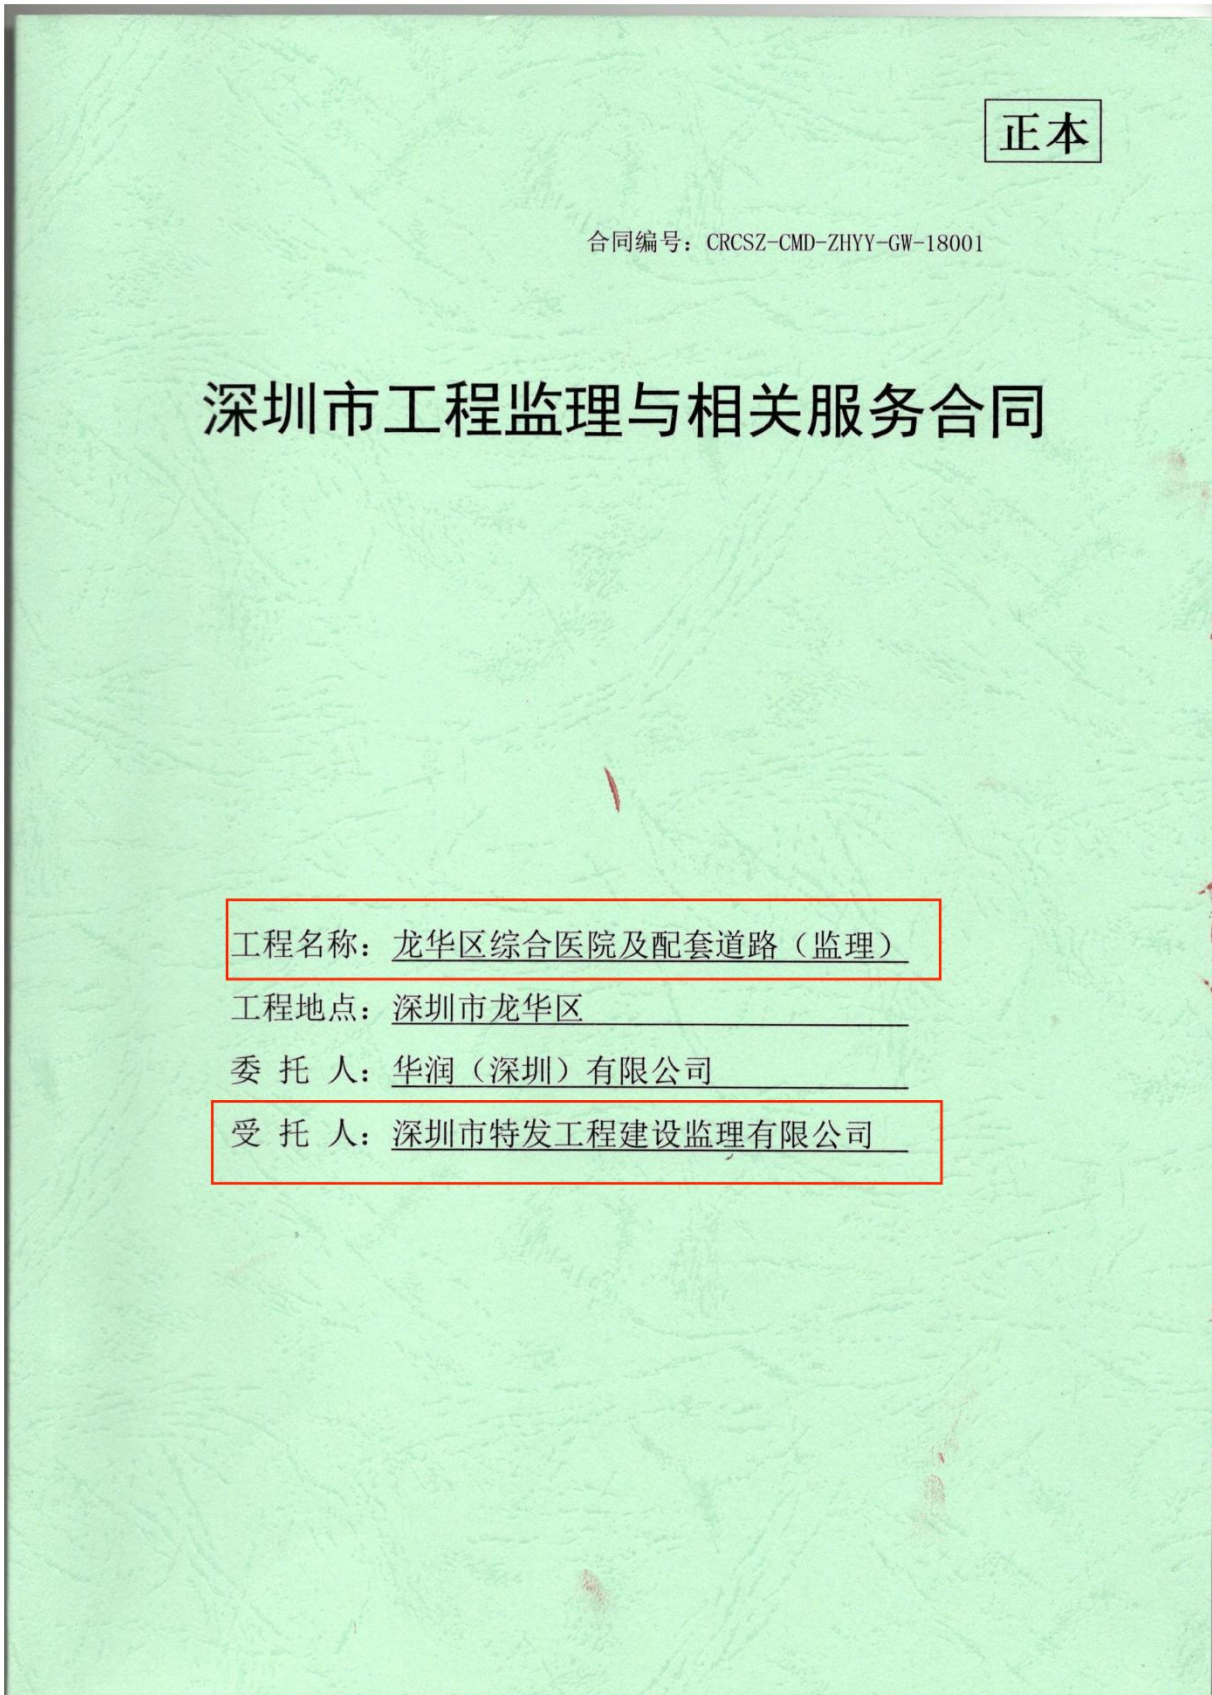 正本
合同编号：CRCSZ-CMD-ZHYY-GW-18001
深圳市工程监理与相关服务合同
工程名称：龙华区综合医院及配套道路（监理）
工程地点：深圳市龙华区
委 托 人：华润（深圳）有限公司
受 托 人：深圳市特发工程建设监理有限公司